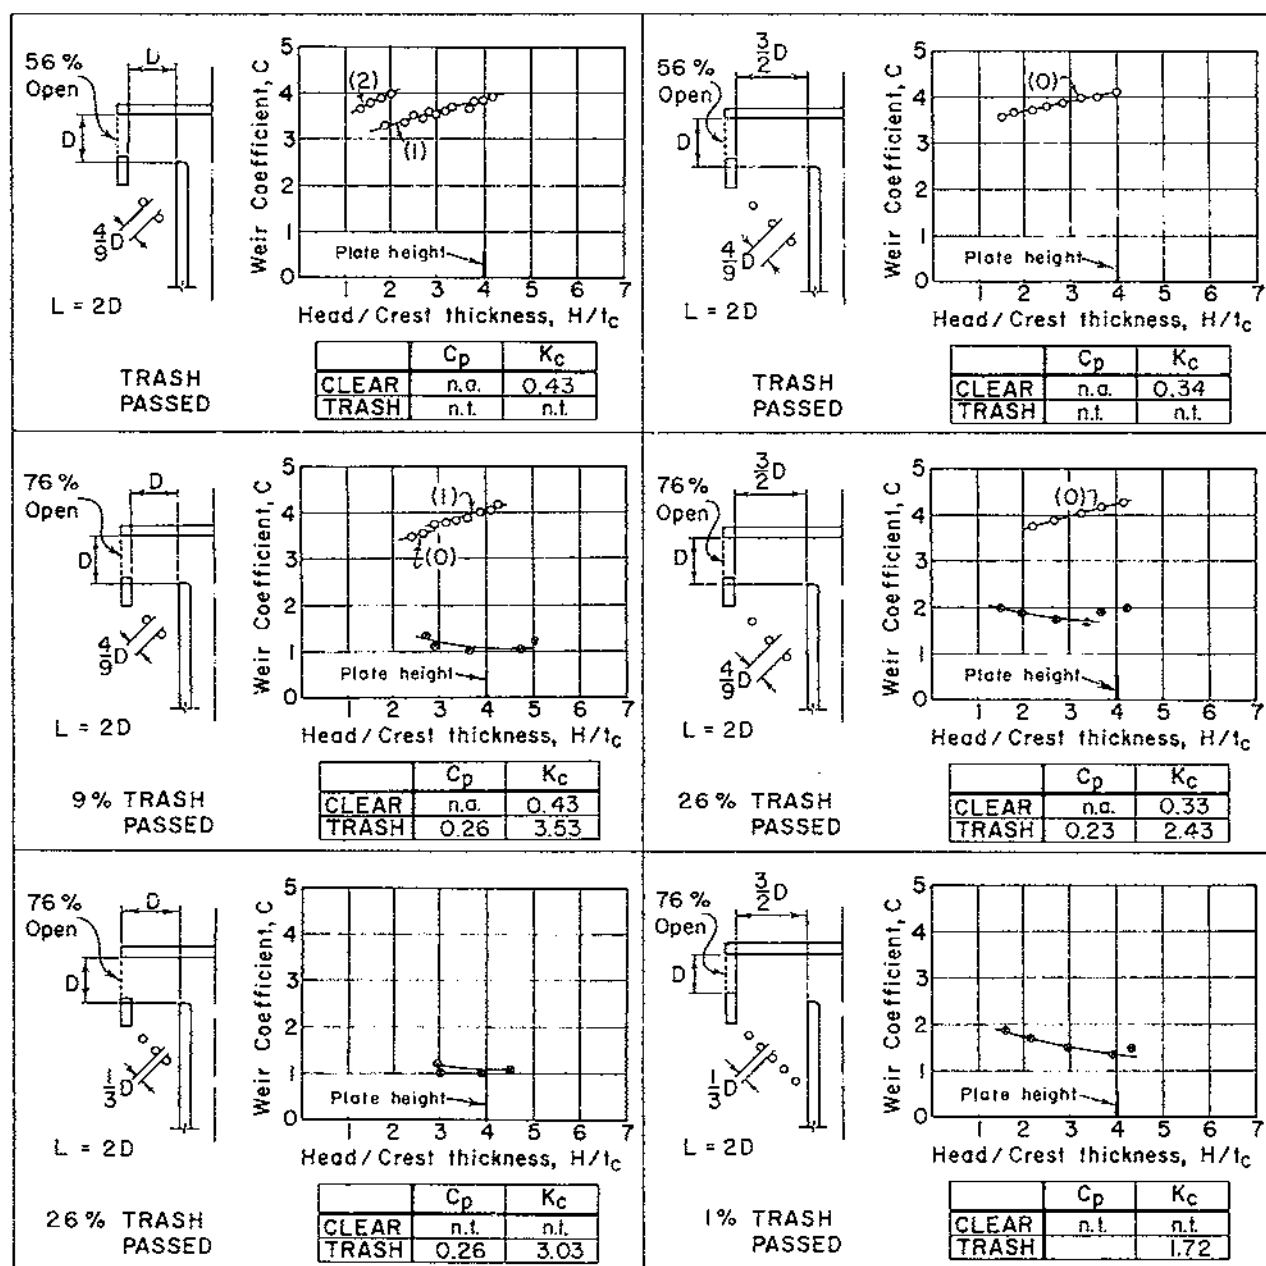 56 %
Open
D
D
4/9 D
L = 2D
TRASH
PASSED
Weir Coefficient, C
5
4
3
2
1
0
(2)
(1)
Plate height
1 2 3 4 5 6 7
Head / Crest thickness, H/tc
Cp Kc
CLEAR n.a. 0.43
TRASH n.t. n.t.
56 %
Open
3/2 D
D
4/9 D
L = 2D
TRASH
PASSED
Weir Coefficient, C
5
4
3
2
1
0
(0)
Plate height
1 2 3 4 5 6 7
Head / Crest thickness, H/tc
Cp Kc
CLEAR n.a. 0.34
TRASH n.t. n.t.
76 %
Open
D
D
4/9 D
L = 2D
9 % TRASH
PASSED
Weir Coefficient, C
5
4
3
2
1
0
(1)
(0)
Plate height
1 2 3 4 5 6 7
Head / Crest thickness, H/tc
Cp Kc
CLEAR n.a. 0.43
TRASH 0.26 3.53
76 %
Open
3/2 D
D
4/9 D
L = 2D
26 % TRASH
PASSED
Weir Coefficient, C
5
4
3
2
1
0
(0)
Plate height
1 2 3 4 5 6 7
Head / Crest thickness, H/tc
Cp Kc
CLEAR n.a. 0.33
TRASH 0.23 2.43
76 %
Open
D
D
1/3 D
L = 2D
26 % TRASH
PASSED
Weir Coefficient, C
5
4
3
2
1
0
Plate height
1 2 3 4 5 6 7
Head / Crest thickness, H/tc
Cp Kc
CLEAR n.t. n.t.
TRASH 0.26 3.03
76 %
Open
3/2 D
D
1/3 D
L = 2D
1 % TRASH
PASSED
Weir Coefficient, C
5
4
3
2
1
0
Plate height
1 2 3 4 5 6 7
Head / Crest thickness, H/tc
Cp Kc
CLEAR n.t. n.t.
TRASH 1.72